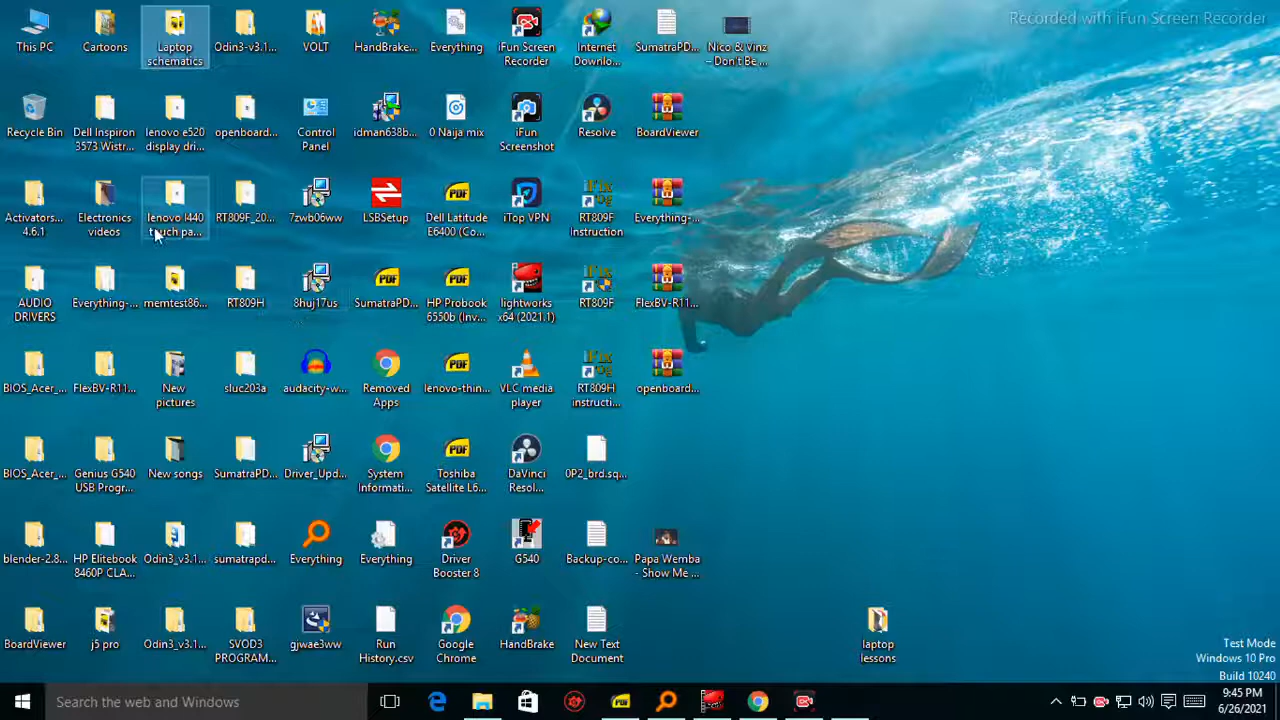 Recorded with iFun Screen Recorder
This PC
Cartoons
Laptop
schematics
Odin3-v3.1...
VOLT
HandBrake...
Everything
iFun Screen
Recorder
Internet
Downlo...
SumatraPD...
Nico & Vinz
- Don't Be ...
Recycle Bin
Dell Inspiron
3573 Wistr...
lenovo e520
display dri...
openboard...
Control
Panel
idman638b...
0 Naija mix
iFun
Screenshot
Resolve
BoardViewer
Activators...
4.6.1
Electronics
videos
lenovo l440
touch pa...
RT809F_20...
7zwb06ww
LSBSetup
PDF
Dell Latitude
E6400 (Co...
iTop VPN
RT809F
Instruction
Everything-...
AUDIO
DRIVERS
Everything-...
memtest86...
RT809H
8huj17us
PDF
SumatraPD...
PDF
HP Probook
6550b (Inv...
lightworks
x64 (2021.1)
RT809F
FlexBV-R11...
BIOS_Acer_...
FlexBV-R11...
New
pictures
sluc203a
audacity-w...
Removed
Apps
PDF
lenovo-thin...
VLC media
player
RT809H
instructi...
openboard...
BIOS_Acer_...
Genius G540
USB Progr...
New songs
SumatraPD...
Driver_Upd...
System
Informati...
PDF
Toshiba
Satellite L6...
DaVinci
Resol...
0P2_brd.sq...
blender-2.8...
HP Elitebook
8460P CLA...
Odin3_v3.1...
sumatrapd...
Everything
Everything
Driver
Booster 8
G540
Backup-co...
Papa Wemba
- Show Me ...
BoardViewer
j5 pro
Odin3_v3.1...
SVOD3
PROGRAM...
gjwae3ww
Run
History.csv
Google
Chrome
HandBrake
New Text
Document
laptop
lessons
Test Mode
Windows 10 Pro
Build 10240
Search the web and Windows
9:45 PM
6/26/2021